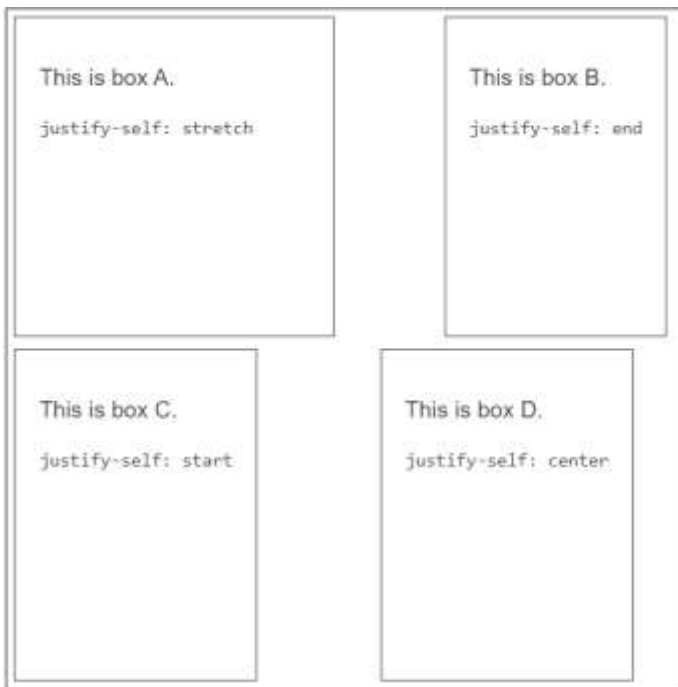 This is box A.
justify-self: stretch
This is box B.
justify-self: end
This is box C.
justify-self: start
This is box D.
justify-self: center